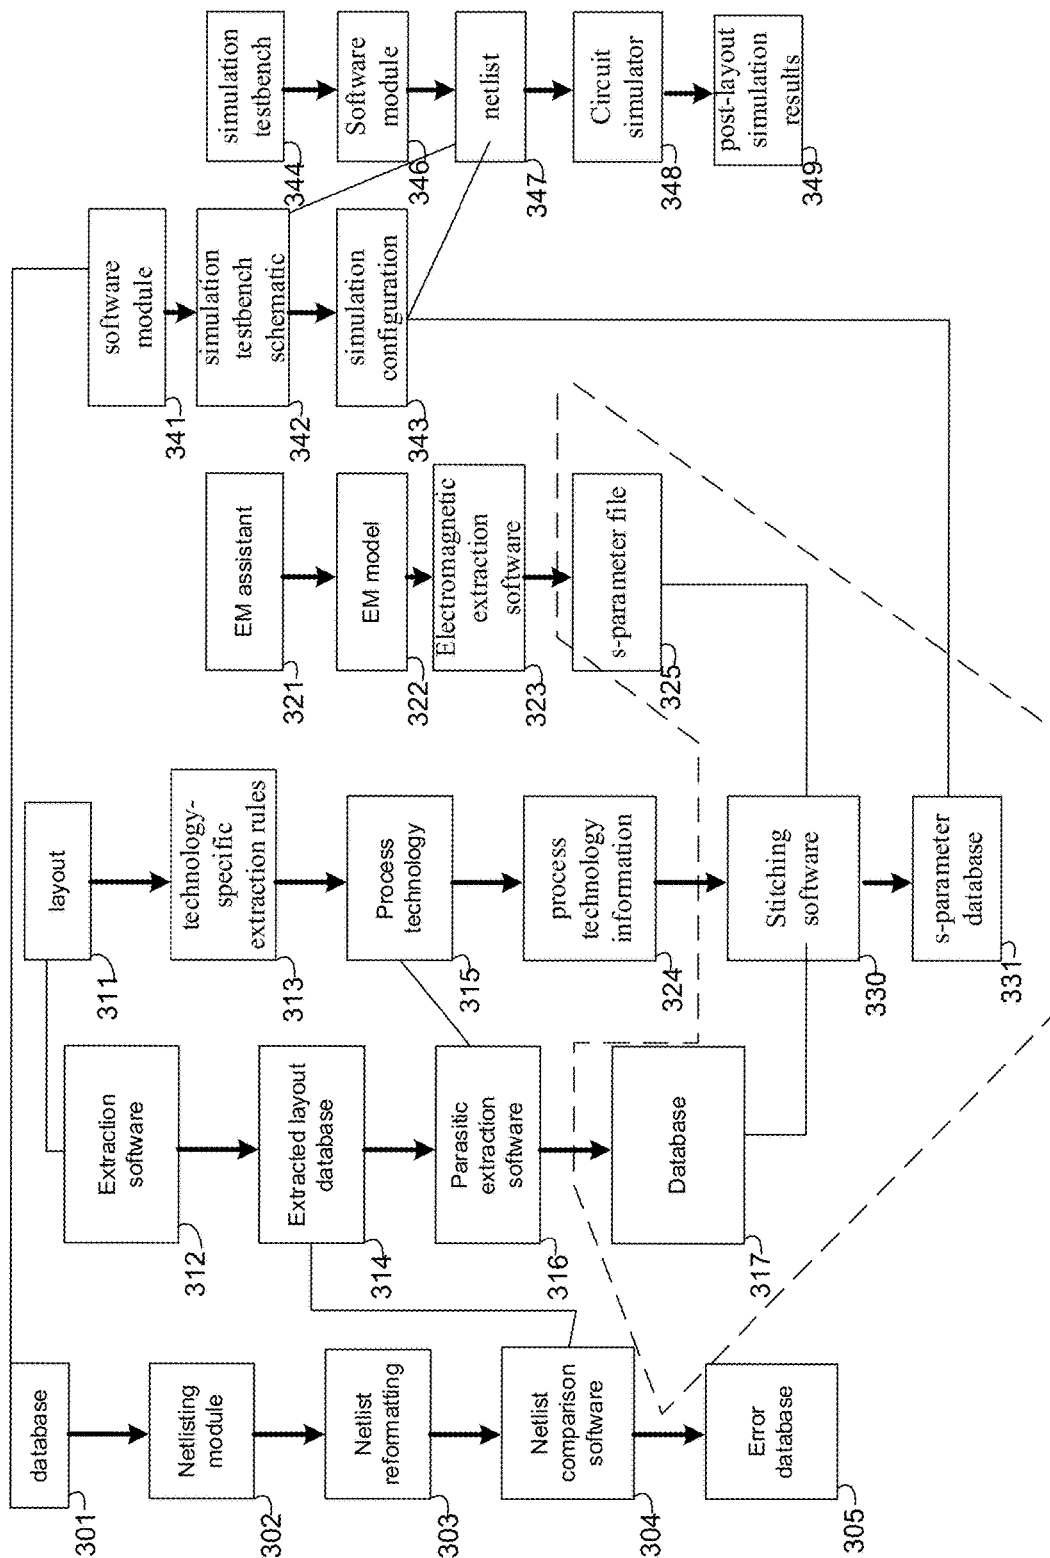 database
301
Netlisting
module
302
Netlist
reformatting
303
Netlist
comparison
software
304
Error
database
305
layout
311
Extraction
software
312
technology-
specific
extraction rules
313
Extracted layout
database
314
Process
technology
315
Parasitic
extraction
software
316
Database
317
process
technology
information
324
Stitching
software
330
s-parameter
database
331
EM assistant
321
EM model
322
Electromagnetic
extraction
software
323
s-parameter file
325
software
module
341
simulation
testbench
schematic
342
simulation
configuration
343
simulation
testbench
344
Software
module
346
netlist
347
Circuit
simulator
348
post-layout
simulation
results
349